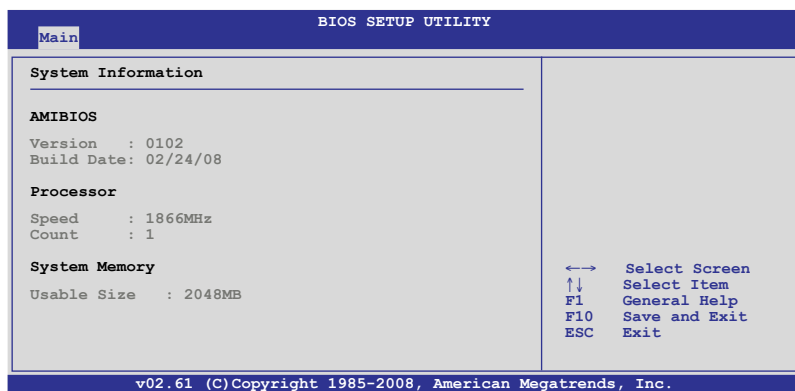 BIOS SETUP UTILITY
Main
System Information
AMIBIOS
Version : 0102
Build Date: 02/24/08
Processor
Speed : 1866MHz
Count : 1
System Memory
Usable Size : 2048MB
←→ Select Screen
↑↓ Select Item
F1 General Help
F10 Save and Exit
ESC Exit
v02.61 (C)Copyright 1985-2008, American Megatrends, Inc.